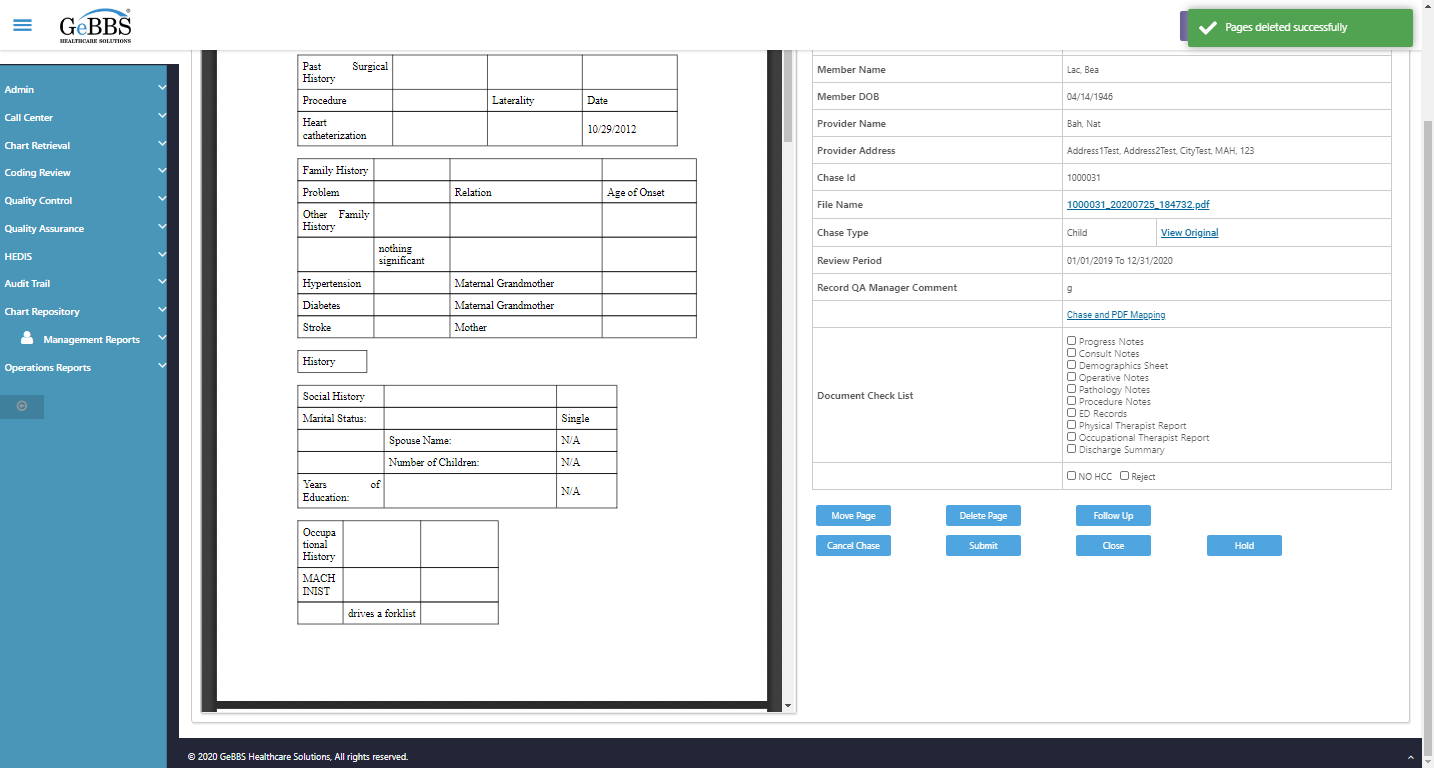 GeBBS
HEALTHCARE SOLUTIONS
Pages deleted successfully
Admin
Call Center
Chart Retrieval
Coding Review
Quality Control
Quality Assurance
HEDIS
Audit Trail
Chart Repository
Management Reports
Operations Reports
Past Surgical
History
Procedure Laterality Date
Heart
catheterization 10/29/2012
Family History
Problem Relation Age of Onset
Other Family
History
nothing
significant
Hypertension Maternal Grandmother
Diabetes Maternal Grandmother
Stroke Mother
History
Social History
Marital Status: Single
Spouse Name: N/A
Number of Children: N/A
Years of
Education: N/A
Occupa
tional
History
MACH
INIST
drives a forklist
Member Name Lac, Bea
Member DOB 04/14/1946
Provider Name Bah, Nat
Provider Address Address1Test, Address2Test, CityTest, MAH, 123
Chase Id 1000031
File Name 1000031_20200725_184732.pdf
Chase Type Child View Original
Review Period 01/01/2019 To 12/31/2020
Record QA Manager Comment g
Chase and PDF Mapping
Document Check List
Progress Notes
Consult Notes
Demographics Sheet
Operative Notes
Pathology Notes
Procedure Notes
ED Records
Physical Therapist Report
Occupational Therapist Report
Discharge Summary
NO HCC Reject
Move Page Delete Page Follow Up
Cancel Chase Submit Close Hold
© 2020 GeBBS Healthcare Solutions, All rights reserved.